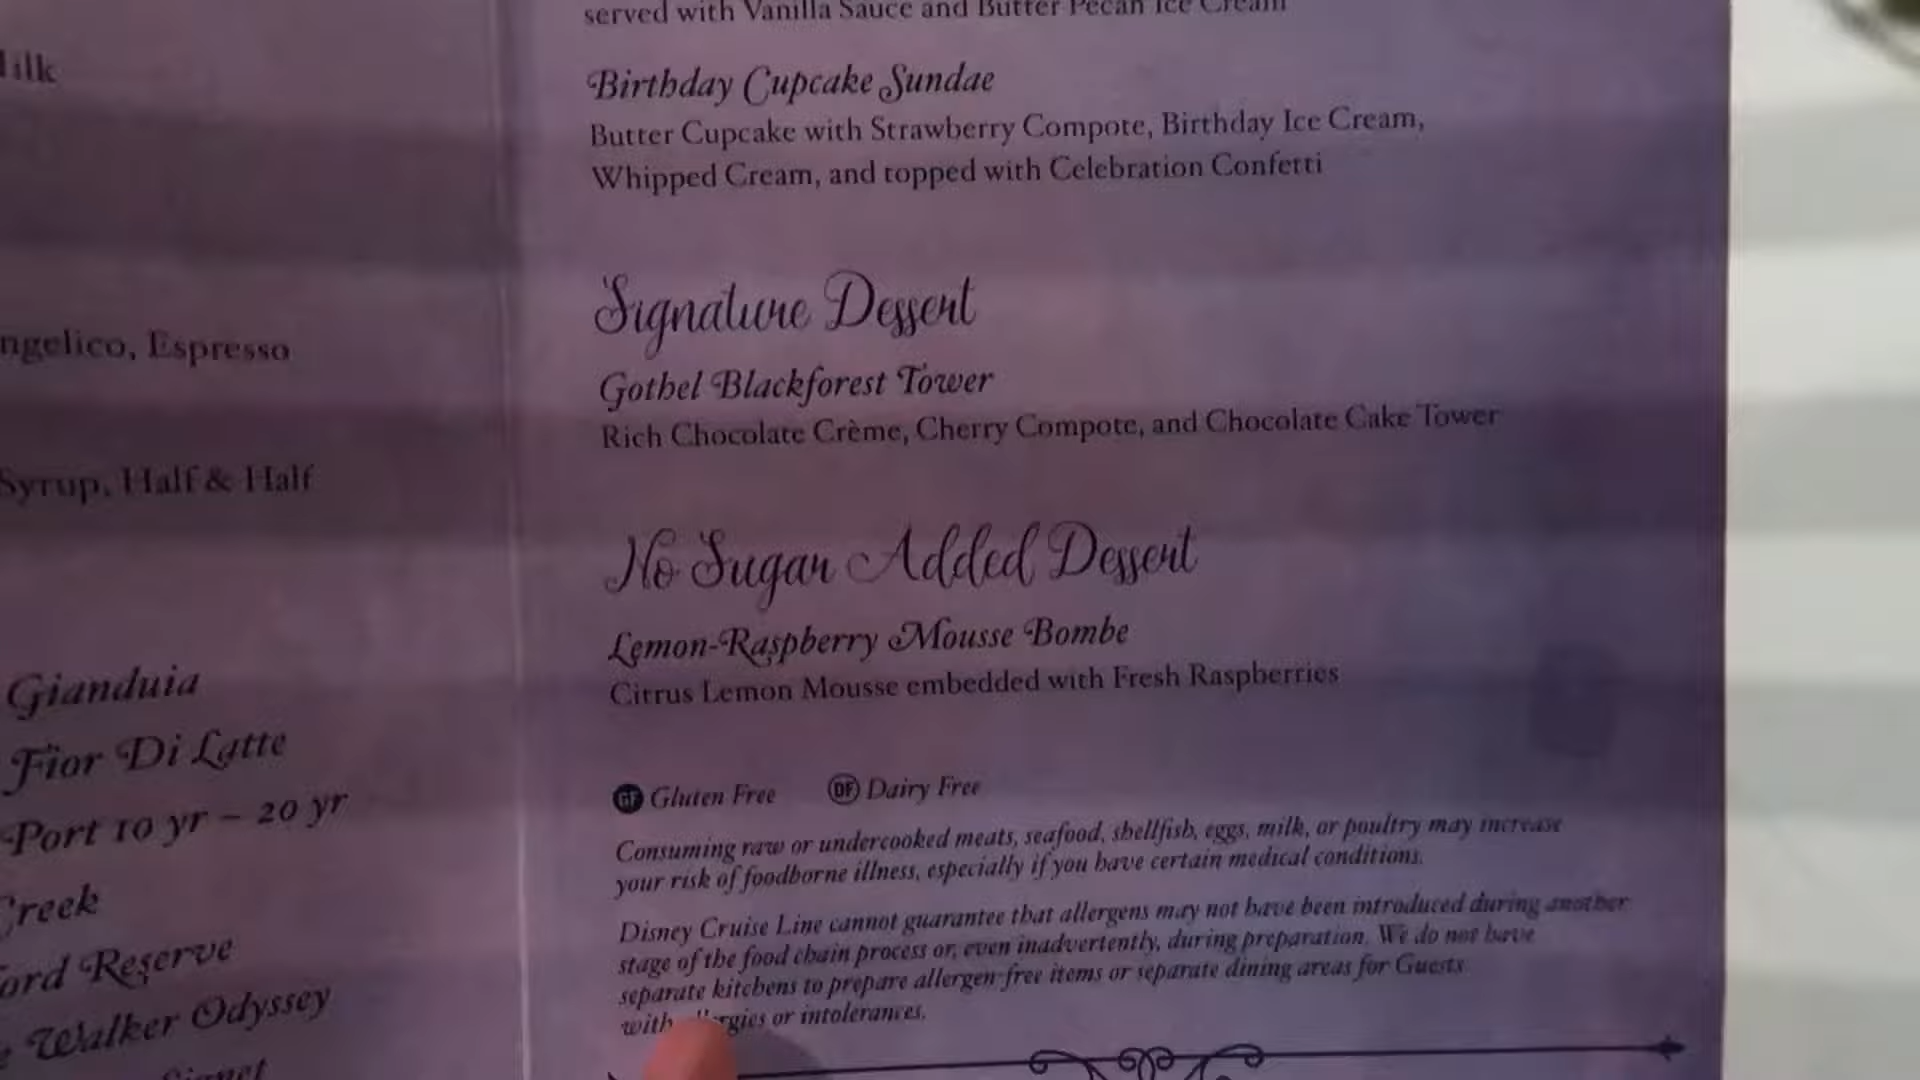 ilk
ngelico, Espresso
Syrup, Half & Half
Gianduia
Fior Di Latte
Port 10 yr – 20 yr
Creek
ord Reserve
Walker Odyssey
served with Vanilla Sauce and Butter Pecan Ice Cream
Birthday Cupcake Sundae
Butter Cupcake with Strawberry Compote, Birthday Ice Cream,
Whipped Cream, and topped with Celebration Confetti
Signature Dessert
Gothel Blackforest Tower
Rich Chocolate Crème, Cherry Compote, and Chocolate Cake Tower
No Sugar Added Dessert
Lemon-Raspberry Mousse Bombe
Citrus Lemon Mousse embedded with Fresh Raspberries
GF Gluten Free DF Dairy Free
Consuming raw or undercooked meats, seafood, shellfish, eggs, milk, or poultry may increase
your risk of foodborne illness, especially if you have certain medical conditions.
Disney Cruise Line cannot guarantee that allergens may not have been introduced during another
stage of the food chain process or, even inadvertently, during preparation. We do not have
separate kitchens to prepare allergen-free items or separate dining areas for Guests
with allergies or intolerances.